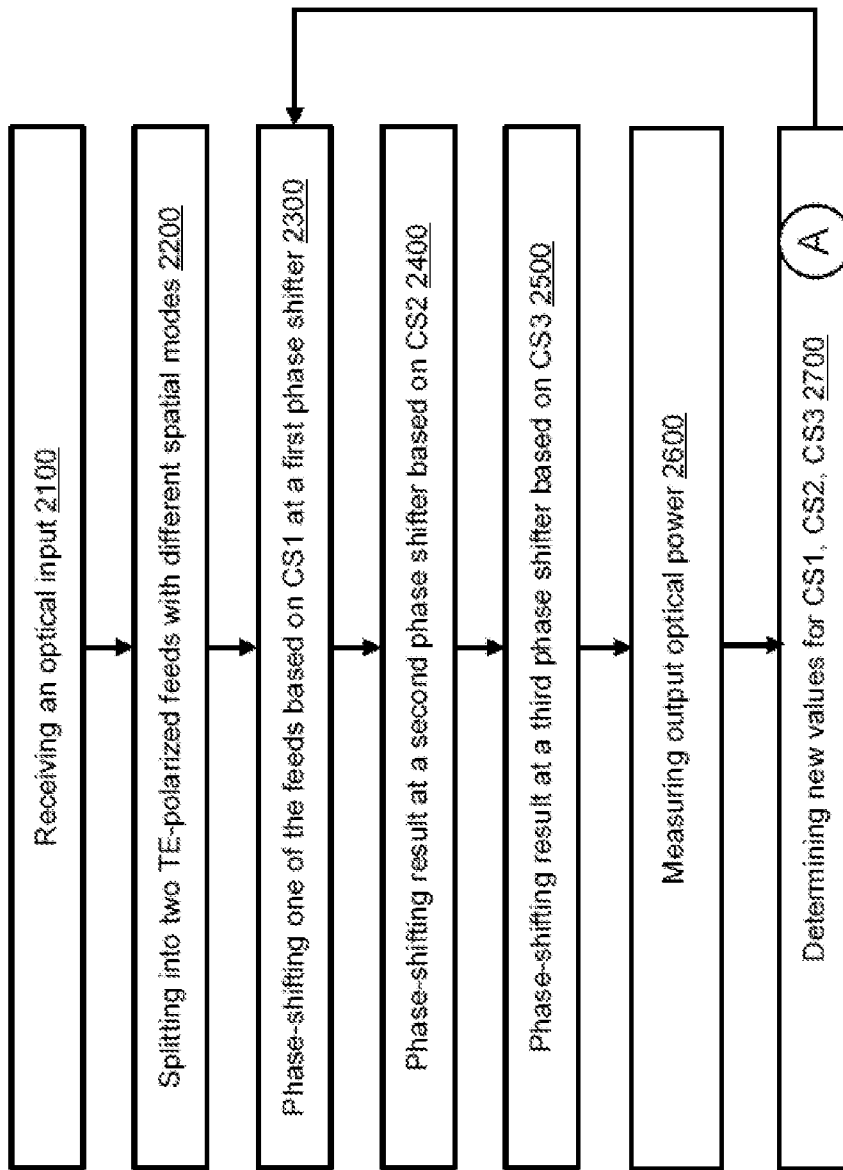 Receiving an optical input 2100
Splitting into two TE-polarized feeds with different spatial modes 2200
Phase-shifting one of the feeds based on CS1 at a first phase shifter 2300
Phase-shifting result at a second phase shifter based on CS2 2400
Phase-shifting result at a third phase shifter based on CS3 2500
Measuring output optical power 2600
Determining new values for CS1, CS2, CS3 2700
A